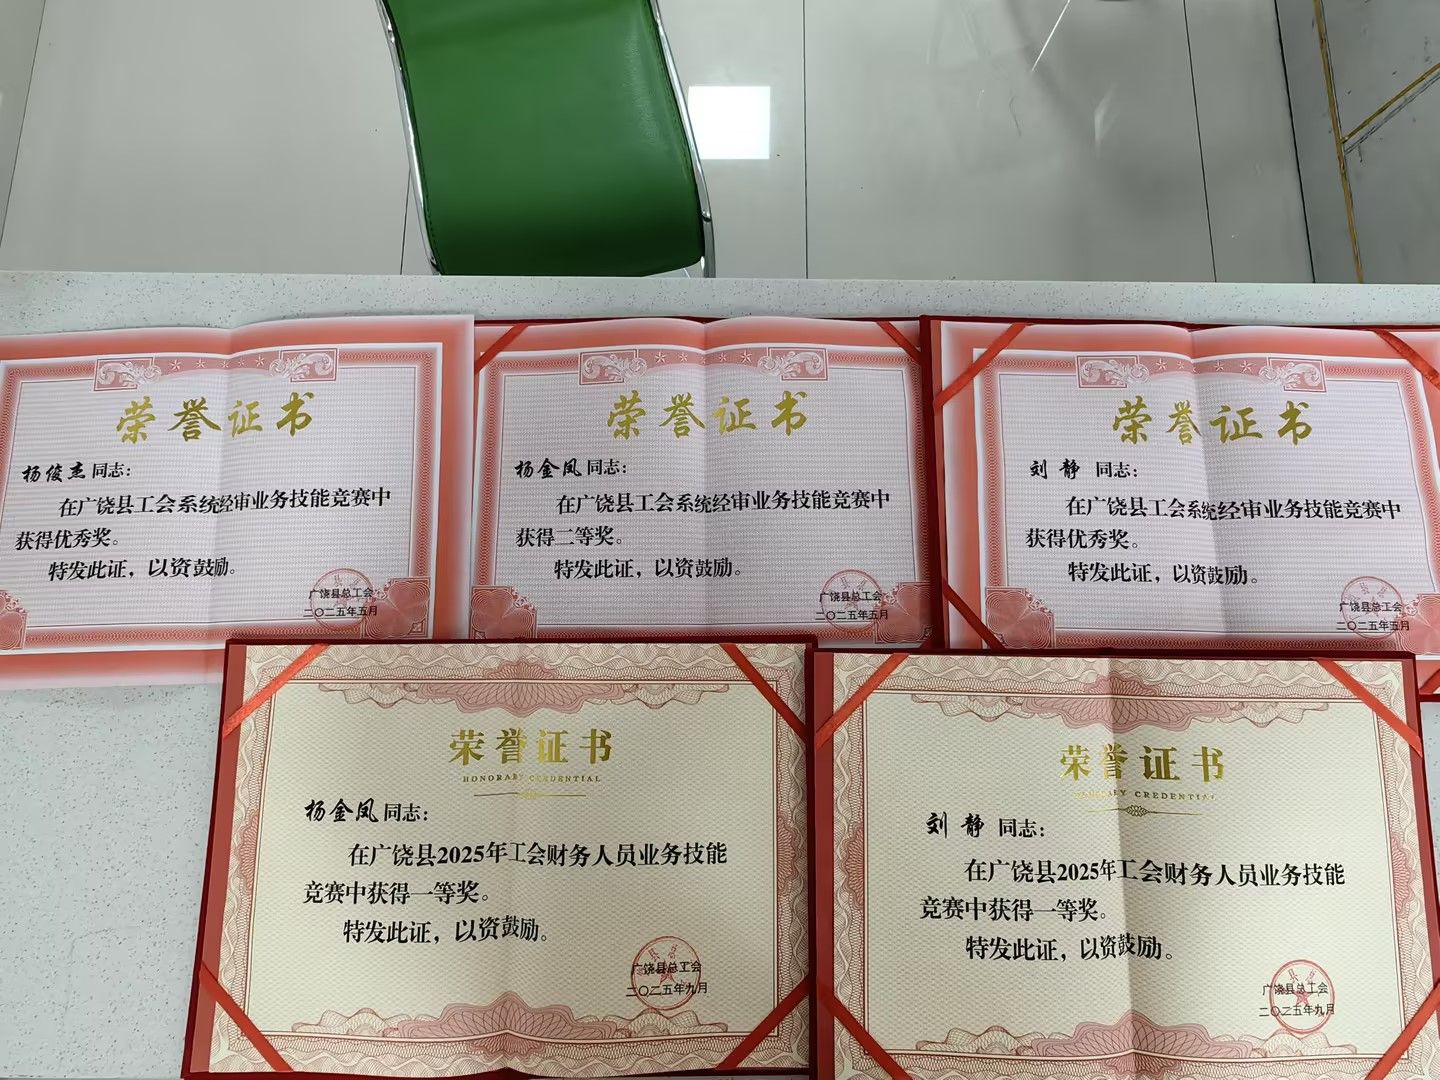 荣誉证书
杨俊杰同志：
在广饶县工会系统经审业务技能竞赛中
获得优秀奖。
特发此证，以资鼓励。
广饶县总工会
二〇二五年五月
荣誉证书
杨金凤同志：
在广饶县工会系统经审业务技能竞赛中
获得二等奖。
特发此证，以资鼓励。
广饶县总工会
二〇二五年五月
荣誉证书
刘静 同志：
在广饶县工会系统经审业务技能竞赛中
获得优秀奖。
特发此证，以资鼓励。
广饶县总工会
二〇二五年五月
荣誉证书
HONORARY CREDENTIAL
杨金凤同志：
在广饶县2025年工会财务人员业务技能
竞赛中获得一等奖。
特发此证，以资鼓励。
广饶县总工会
二〇二五年九月
荣誉证书
HONORARY CREDENTIAL
刘静 同志：
在广饶县2025年工会财务人员业务技能
竞赛中获得一等奖。
特发此证，以资鼓励。
广饶县总工会
二〇二五年九月